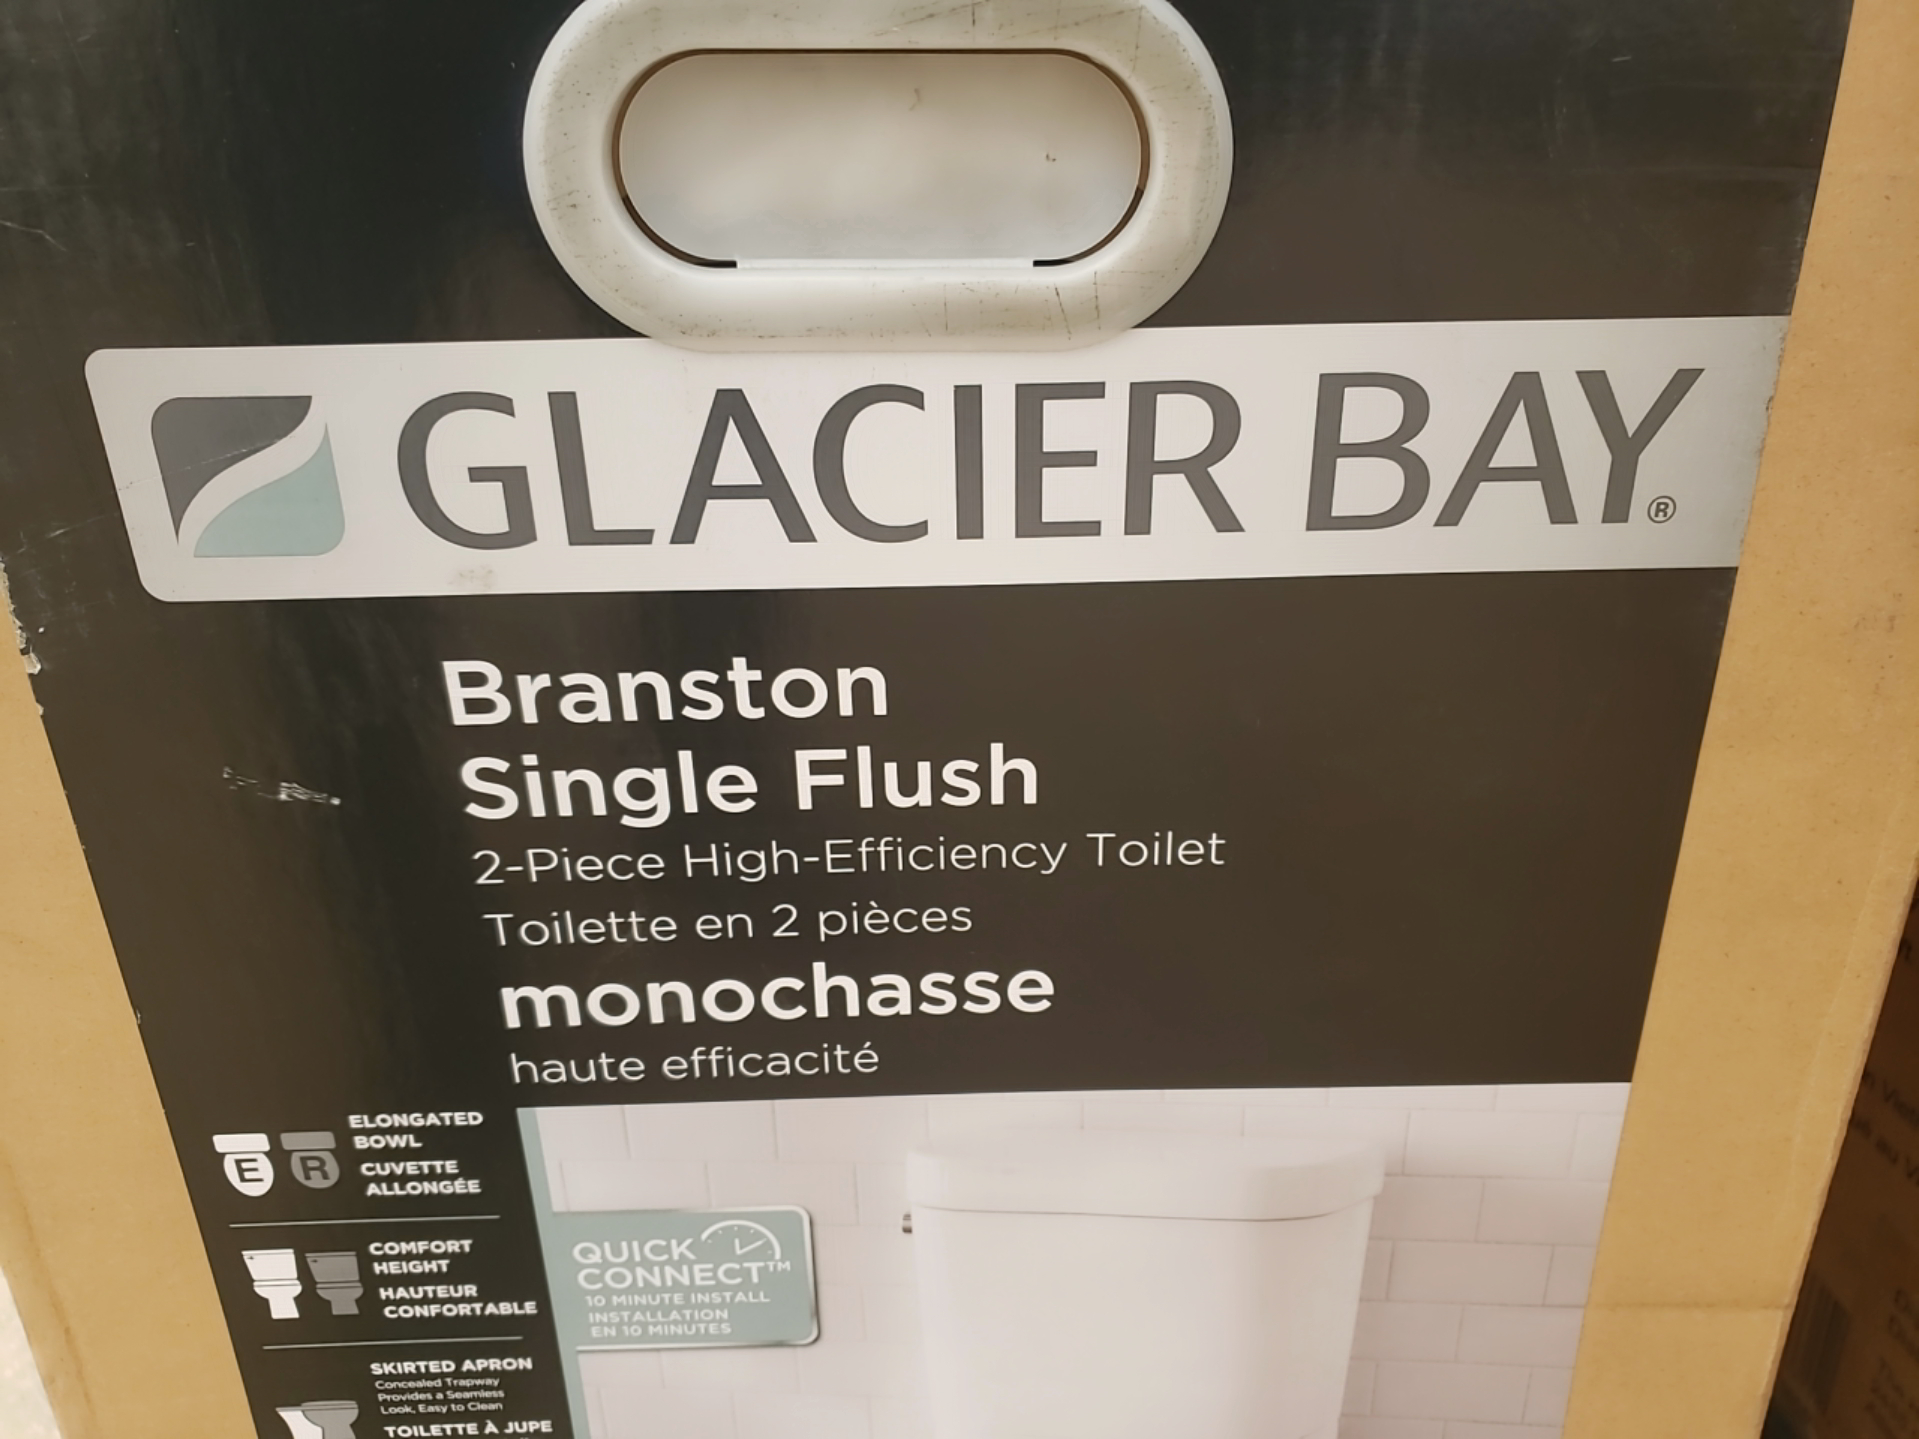 GLACIER BAY®
Branston
Single Flush
2-Piece High-Efficiency Toilet
Toilette en 2 pièces
monochasse
haute efficacité
E R
ELONGATED
BOWL
CUVETTE
ALLONGÉE
COMFORT
HEIGHT
HAUTEUR
CONFORTABLE
SKIRTED APRON
Concealed Trapway
Provides a Seamless
Look, Easy to Clean
TOILETTE À JUPE
QUICK
CONNECT™
10 MINUTE INSTALL
INSTALLATION
EN 10 MINUTES